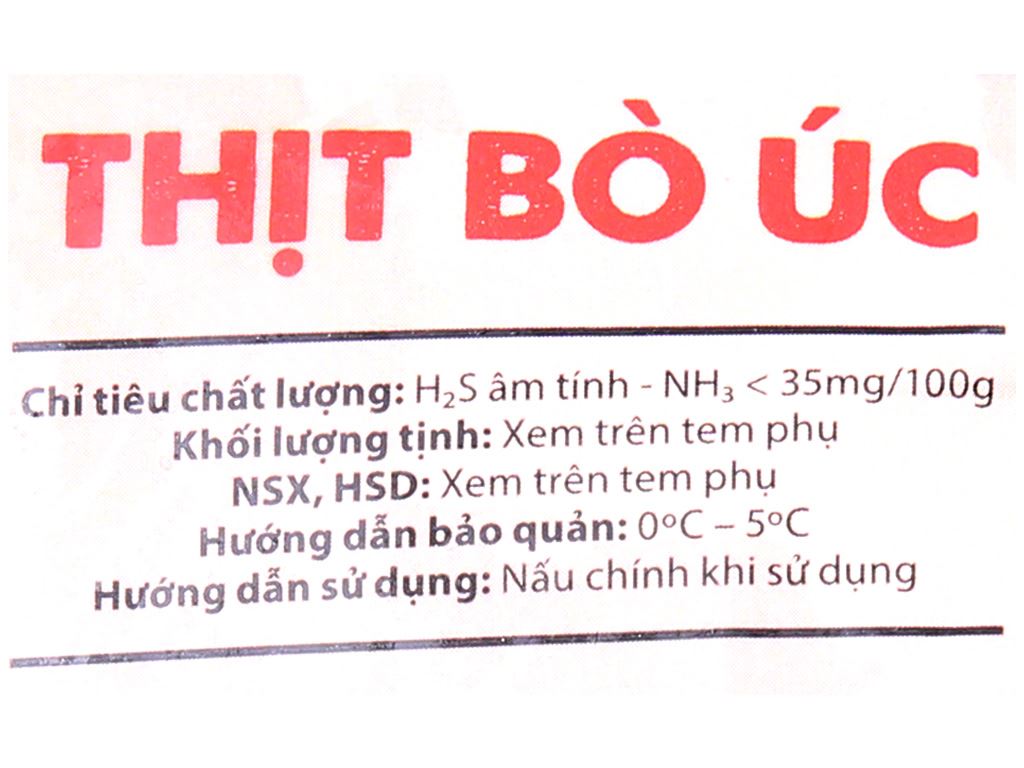 THỊT BÒ ÚC
Chỉ tiêu chất lượng: H₂S âm tính - NH₃ < 35mg/100g
Khối lượng tịnh: Xem trên tem phụ
NSX, HSD: Xem trên tem phụ
Hướng dẫn bảo quản: 0ºC – 5ºC
Hướng dẫn sử dụng: Nấu chính khi sử dụng